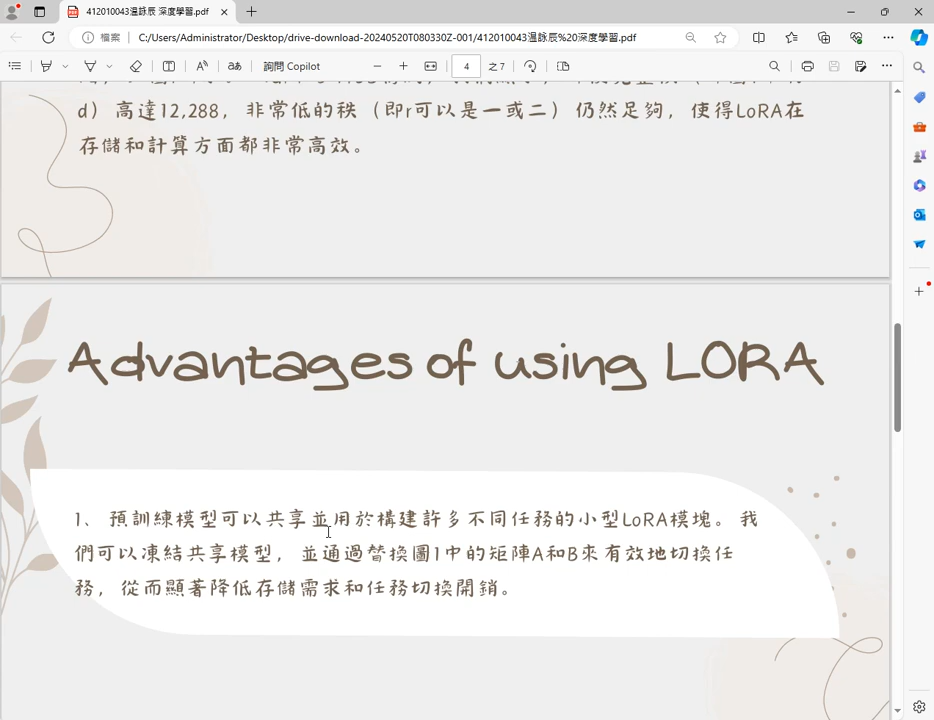 412010043溫詠辰 深度學習.pdf
檔案
C:/Users/Administrator/Desktop/drive-download-20240520T080330Z-001/412010043溫詠辰%20深度學習.pdf
詢問 Copilot
4
之7
d）高達12,288，非常低的秩（即r可以是一或二）仍然足夠，使得LoRA在
存儲和計算方面都非常高效。
Advantages of using LORA
1、 預訓練模型可以共享並用於構建許多不同任務的小型LoRA模塊。 我
們可以凍結共享模型，並通過替換圖1中的矩陣A和B來有效地切換任
務，從而顯著降低存儲需求和任務切換開銷。